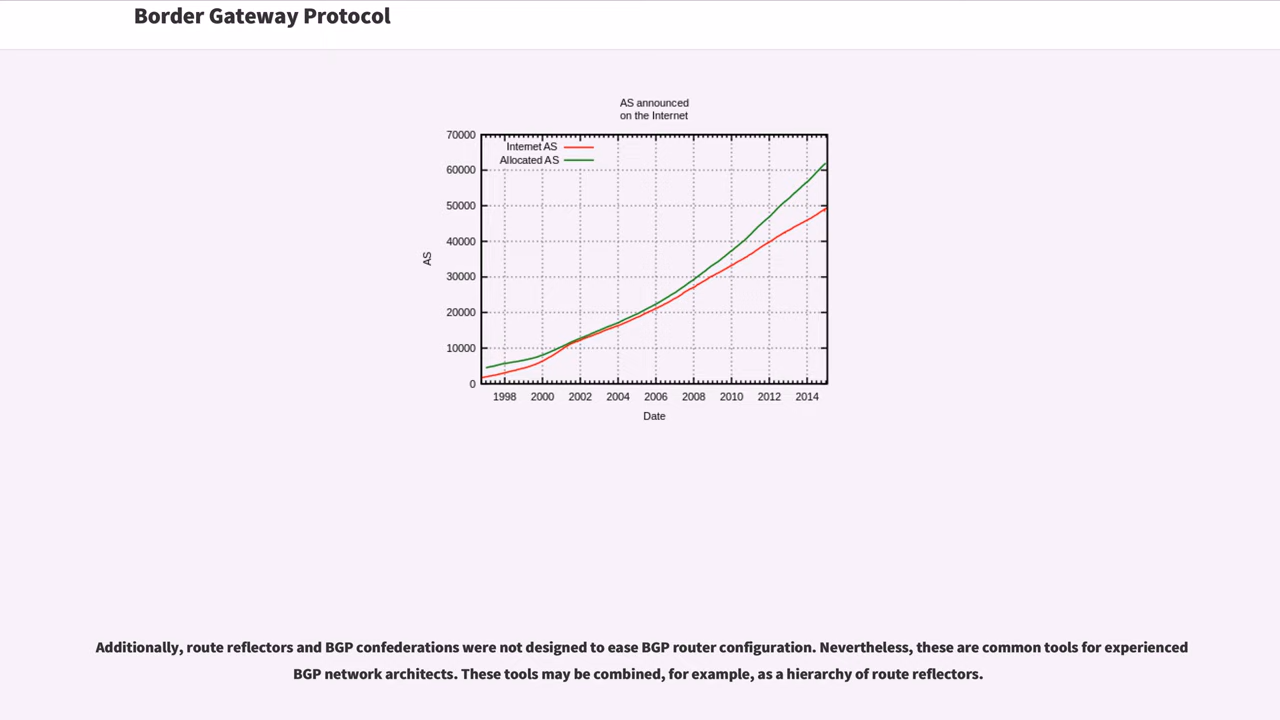 Border Gateway Protocol
AS announced
on the Internet
70000
60000
50000
40000
30000
20000
10000
0
Internet AS
Allocated AS
AS
1998 2000 2002 2004 2006 2008 2010 2012 2014
Date
Additionally, route reflectors and BGP confederations were not designed to ease BGP router configuration. Nevertheless, these are common tools for experienced
BGP network architects. These tools may be combined, for example, as a hierarchy of route reflectors.